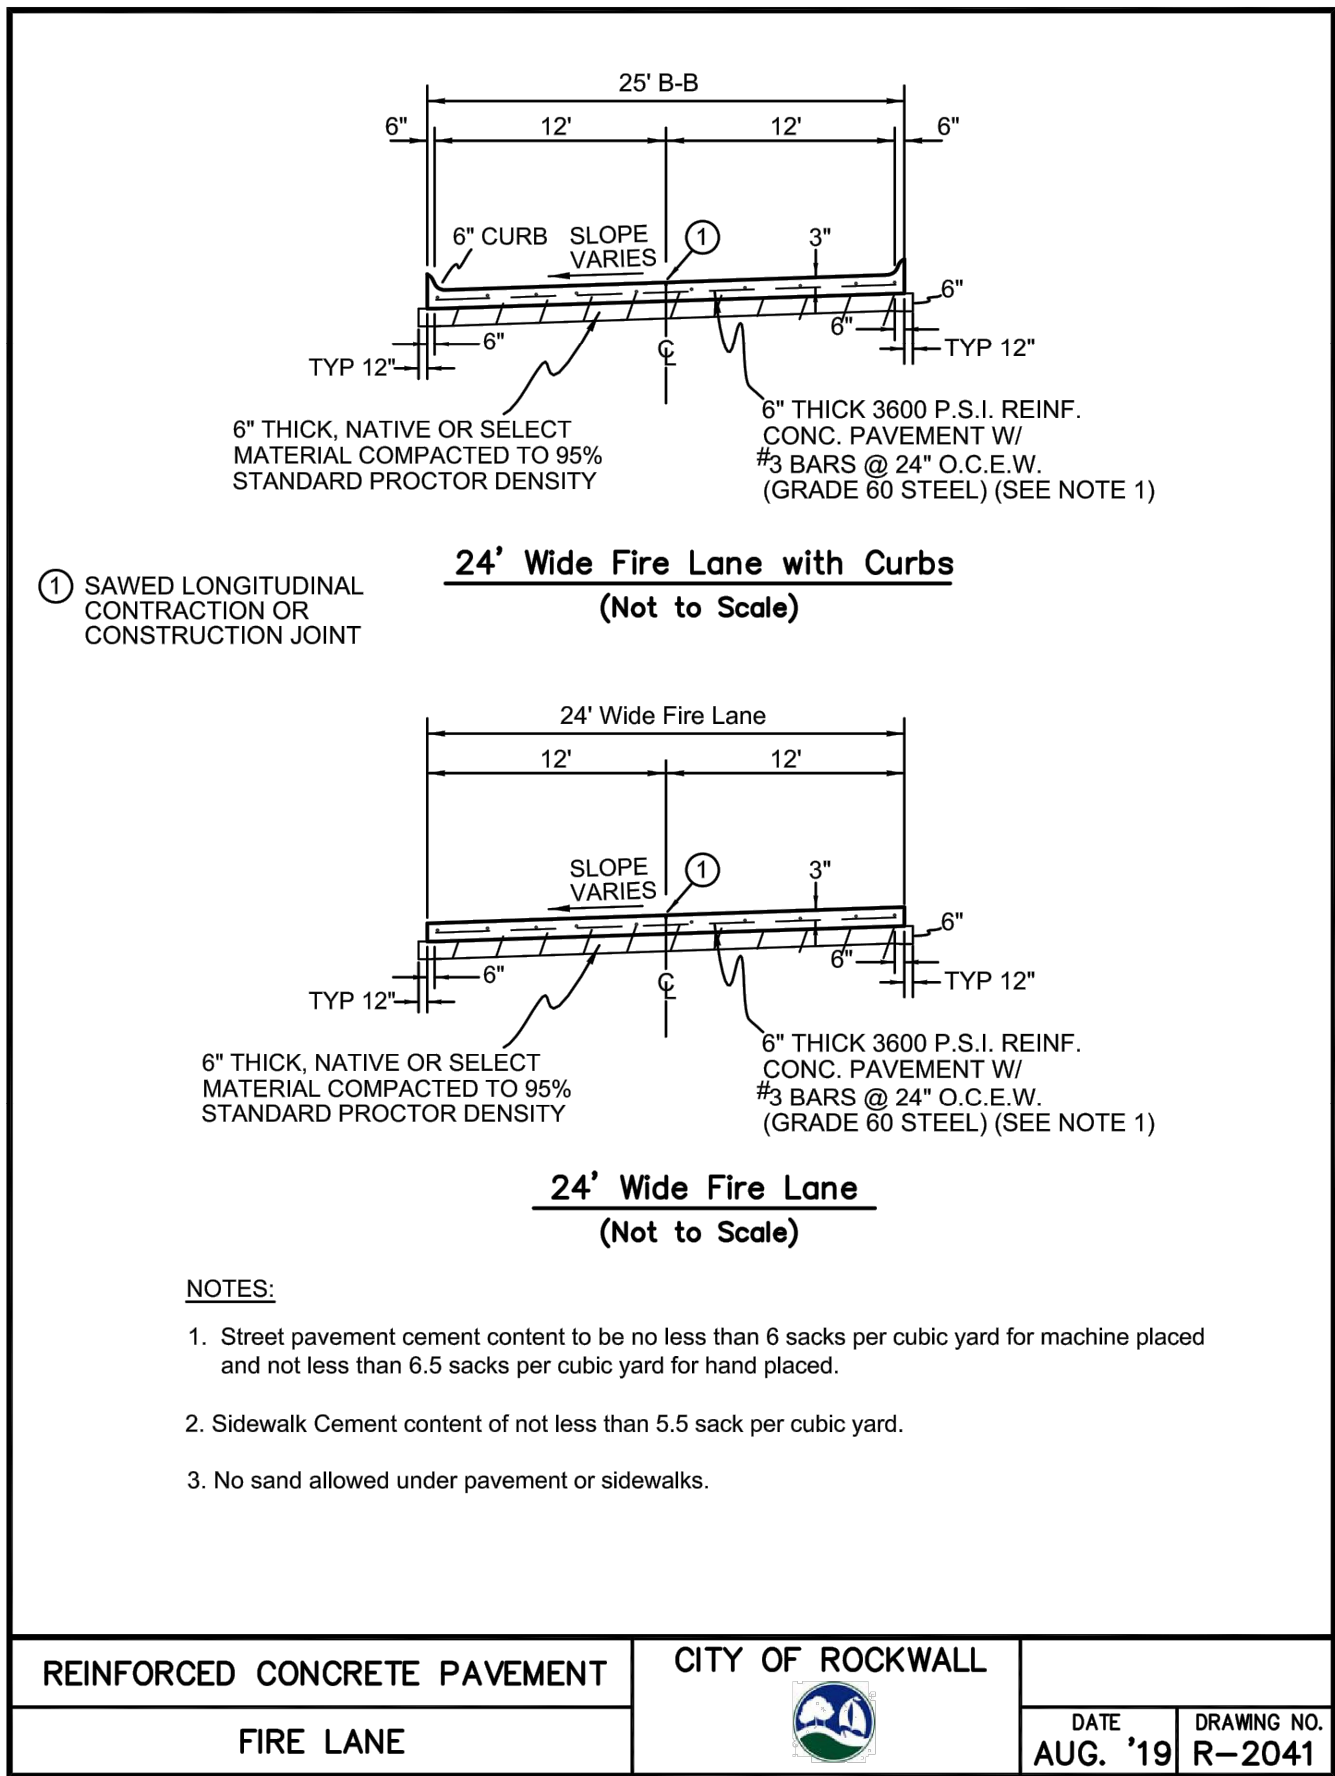 25' B-B
6" 12' 12' 6"
6" CURB SLOPE VARIES 1 3"
6"
6"
6"
TYP 12"
TYP 12"
C L
6" THICK, NATIVE OR SELECT
MATERIAL COMPACTED TO 95%
STANDARD PROCTOR DENSITY
6" THICK 3600 P.S.I. REINF.
CONC. PAVEMENT W/
#3 BARS @ 24" O.C.E.W.
(GRADE 60 STEEL) (SEE NOTE 1)
24' Wide Fire Lane with Curbs
(Not to Scale)
1 SAWED LONGITUDINAL
CONTRACTION OR
CONSTRUCTION JOINT
24' Wide Fire Lane
12' 12'
SLOPE VARIES 1 3"
6"
6"
6"
TYP 12"
TYP 12"
C L
6" THICK, NATIVE OR SELECT
MATERIAL COMPACTED TO 95%
STANDARD PROCTOR DENSITY
6" THICK 3600 P.S.I. REINF.
CONC. PAVEMENT W/
#3 BARS @ 24" O.C.E.W.
(GRADE 60 STEEL) (SEE NOTE 1)
24' Wide Fire Lane
(Not to Scale)
NOTES:
1. Street pavement cement content to be no less than 6 sacks per cubic yard for machine placed
and not less than 6.5 sacks per cubic yard for hand placed.
2. Sidewalk Cement content of not less than 5.5 sack per cubic yard.
3. No sand allowed under pavement or sidewalks.
REINFORCED CONCRETE PAVEMENT
FIRE LANE
CITY OF ROCKWALL
DATE
AUG. '19
DRAWING NO.
R-2041